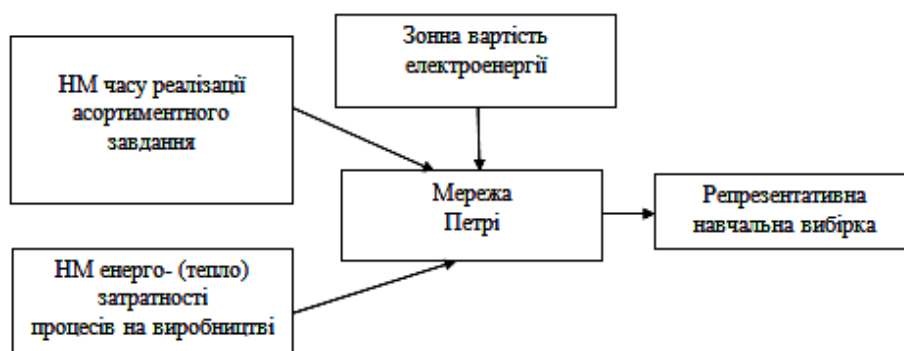 Зонна вартість
електроенергії
НМ часу реалізації
асортиментного
завдання
Мережа
Петрі
Репрезентативна
навчальна вибірка
НМ енерго- (тепло)
затратності
процесів на виробництві